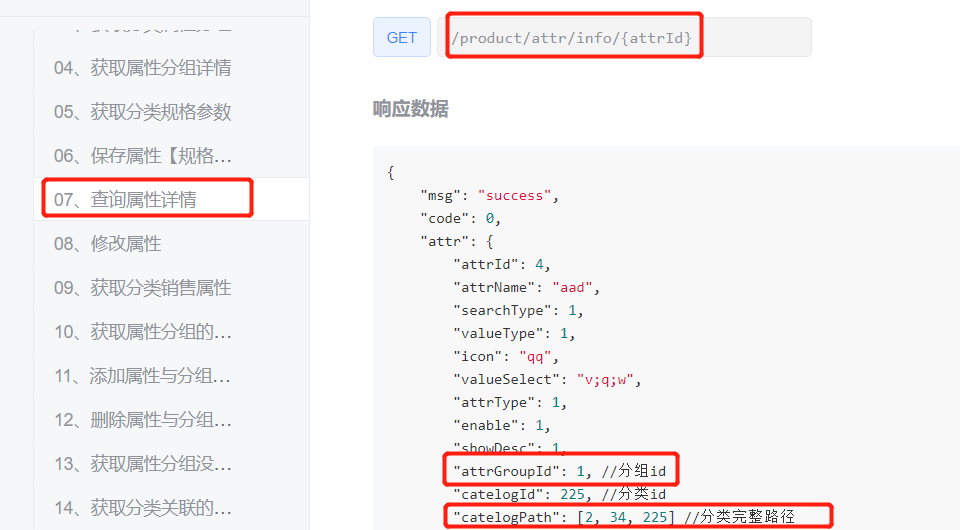 04、获取属性分组详情
05、获取分类规格参数
06、保存属性【规格...
07、查询属性详情
08、修改属性
09、获取分类销售属性
10、获取属性分组的...
11、添加属性与分组...
12、删除属性与分组...
13、获取属性分组没...
14、获取分类关联的...
GET /product/attr/info/{attrId}
响应数据
{
"msg": "success",
"code": 0,
"attr": {
"attrId": 4,
"attrName": "aad",
"searchType": 1,
"valueType": 1,
"icon": "qq",
"valueSelect": "v;q;w",
"attrType": 1,
"enable": 1,
"showDesc": 1,
"attrGroupId": 1, //分组id
"catelogId": 225, //分类id
"catelogPath": [2, 34, 225] //分类完整路径